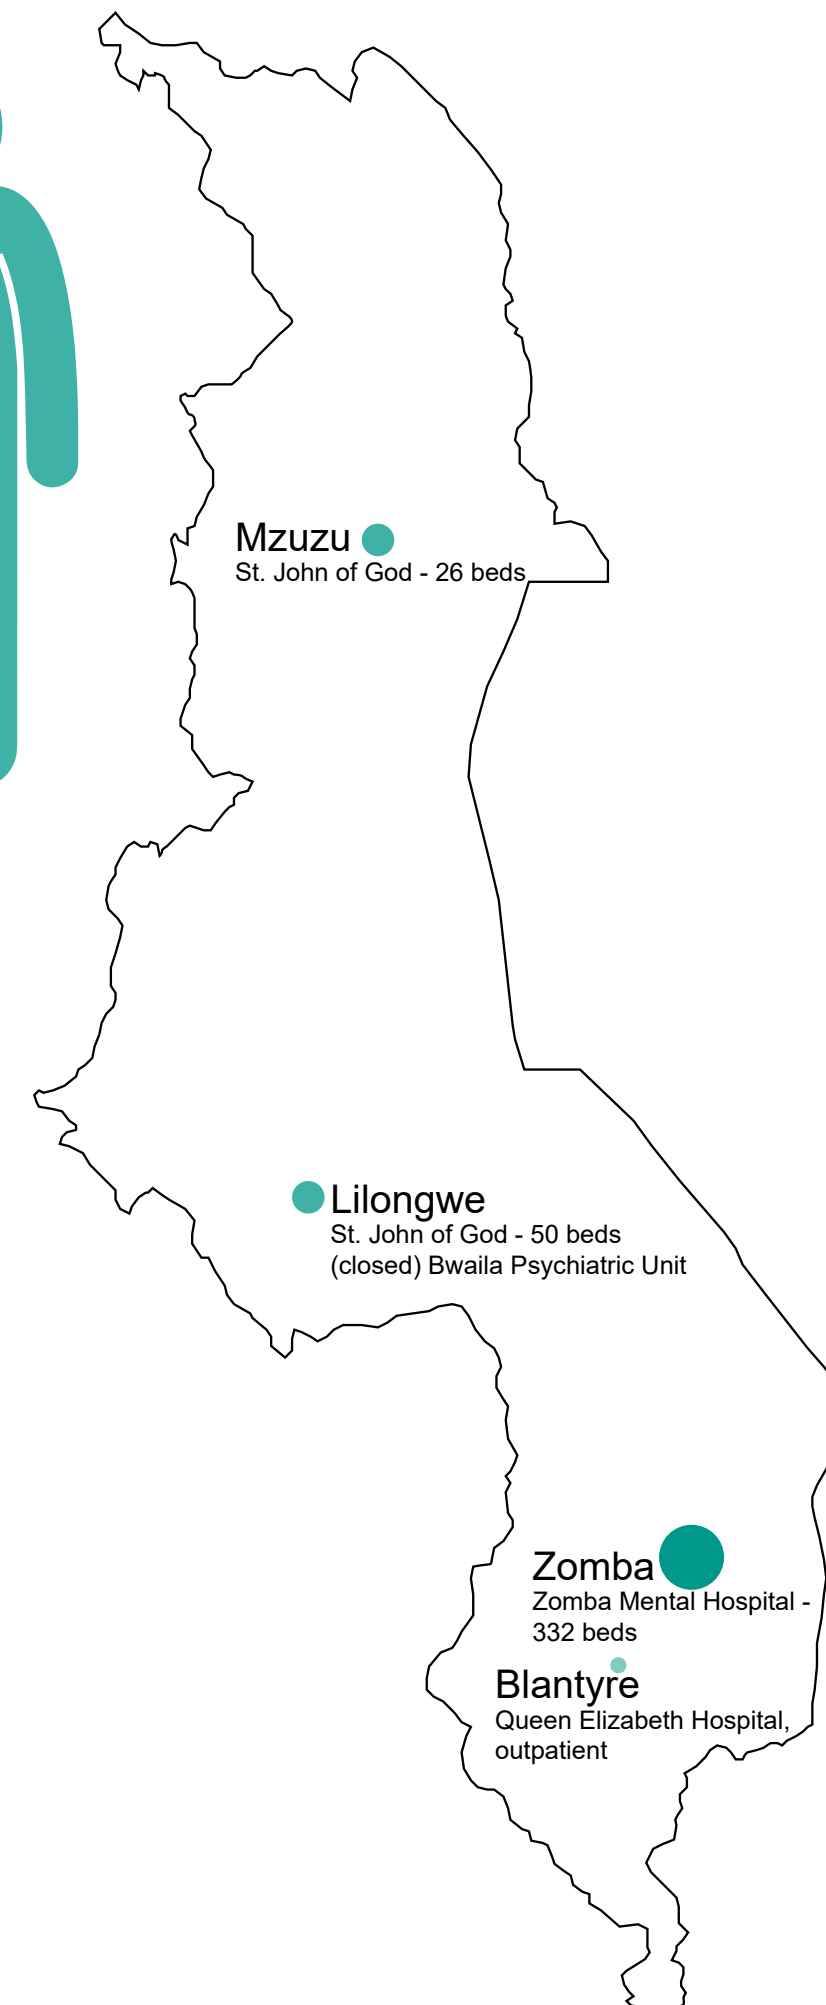 Mzuzu
St. John of God - 26 beds
Lilongwe
St. John of God - 50 beds
(closed) Bwaila Psychiatric Unit
Zomba
Zomba Mental Hospital -
332 beds
Blantyre
Queen Elizabeth Hospital,
outpatient